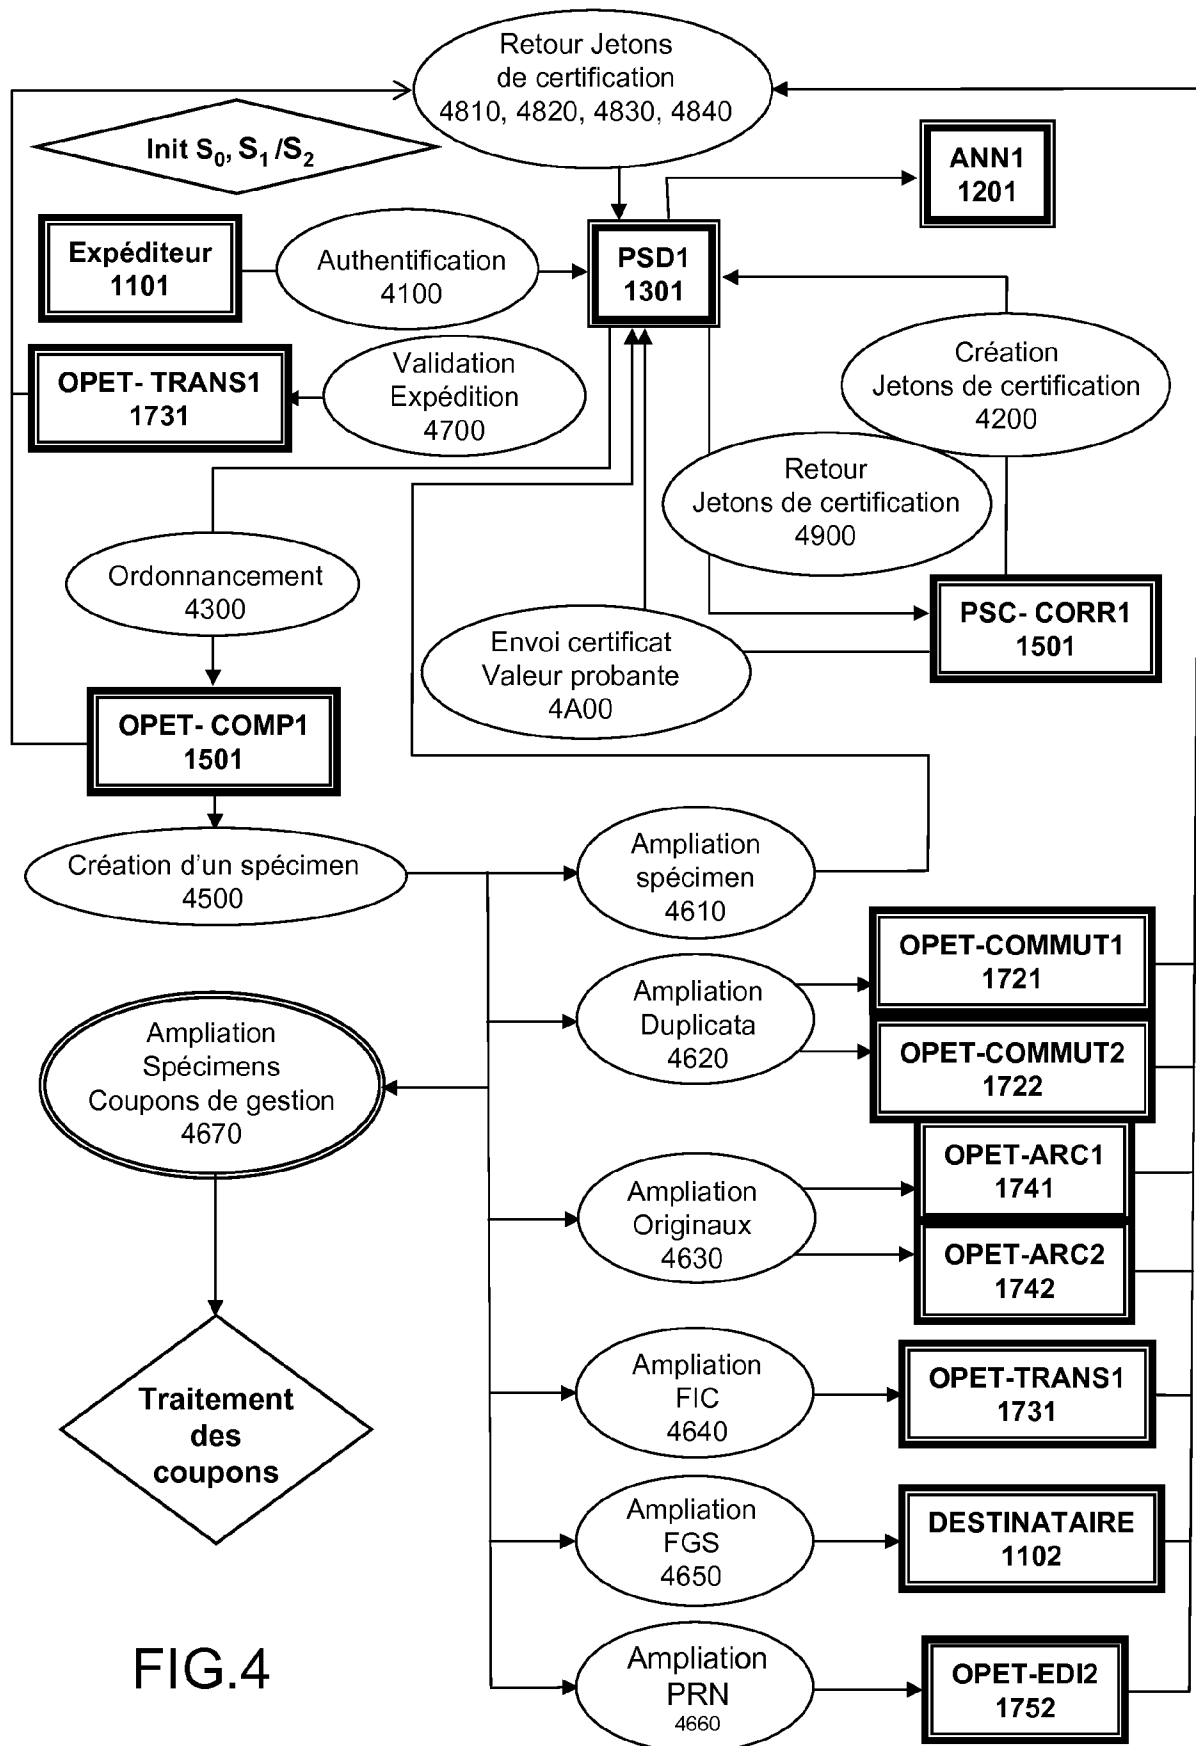 Retour Jetons
de certification
4810, 4820, 4830, 4840
Init S₀, S₁ /S₂
ANN1
1201
Expéditeur
1101
Authentification
4100
PSD1
1301
OPET- TRANS1
1731
Validation
Expédition
4700
Création
Jetons de certification
4200
Retour
Jetons de certification
4900
Ordonnancement
4300
PSC- CORR1
1501
Envoi certificat
Valeur probante
4A00
OPET- COMP1
1501
Création d'un spécimen
4500
Ampliation
spécimen
4610
OPET-COMMUT1
1721
Ampliation
Duplicata
4620
OPET-COMMUT2
1722
Ampliation
Spécimens
Coupons de gestion
4670
OPET-ARC1
1741
Ampliation
Originaux
4630
OPET-ARC2
1742
Traitement
des
coupons
Ampliation
FIC
4640
OPET-TRANS1
1731
Ampliation
FGS
4650
DESTINATAIRE
1102
Ampliation
PRN
4660
OPET-EDI2
1752
FIG.4